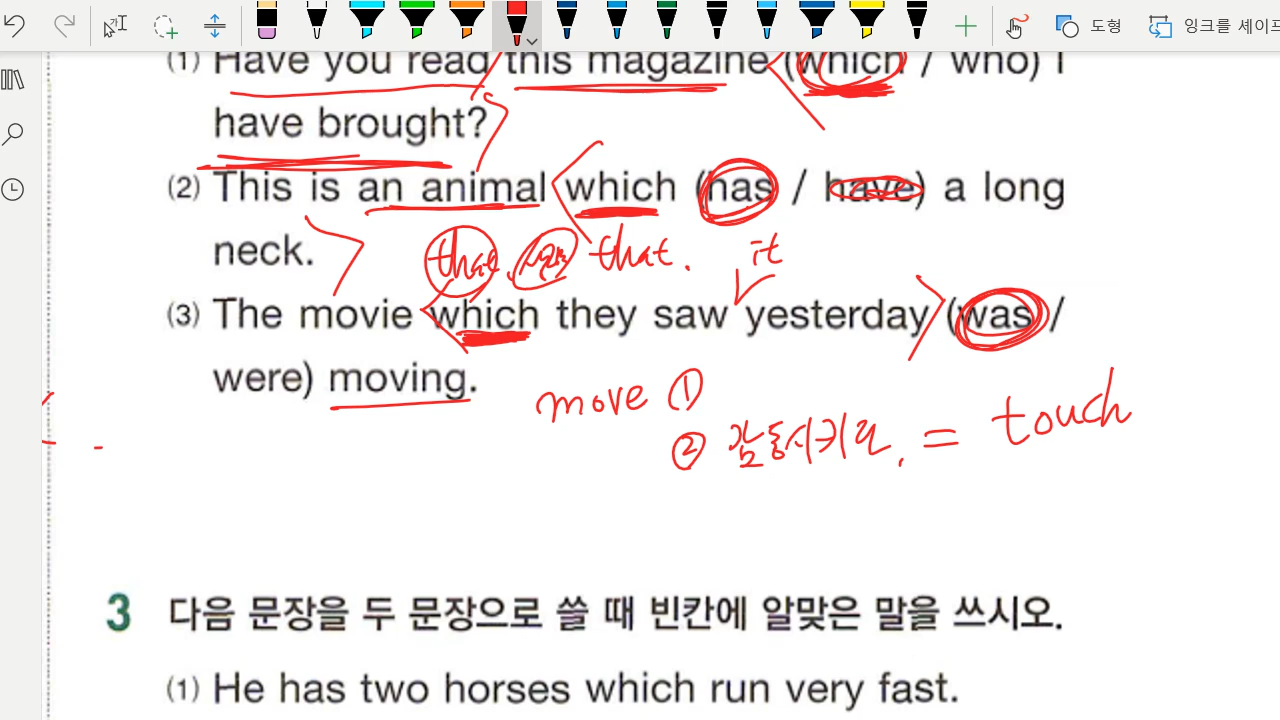 도형
잉크를 셰이프
(1) Have you read this magazine (which / who) I
have brought?
(2) This is an animal which (has / have) a long
neck.
that. 생략 that. it
(3) The movie which they saw yesterday (was /
were) moving.
move ①
② 감동시키다. = touch
3 다음 문장을 두 문장으로 쓸 때 빈칸에 알맞은 말을 쓰시오.
(1) He has two horses which run very fast.